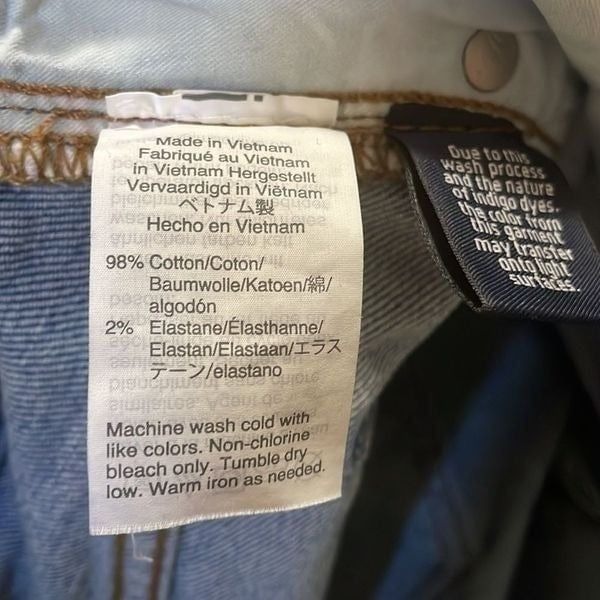 Made in Vietnam
Fabriqué au Vietnam
in Vietnam Hergestellt
Vervaardigd in Viëtnam
ベトナム製
Hecho en Vietnam
98% Cotton/Coton/
Baumwolle/Katoen/綿/
algodón
2% Elastane/Élasthanne/
Elastan/Elastaan/エラス
テーン/elastano
Machine wash cold with
like colors. Non-chlorine
bleach only. Tumble dry
low. Warm iron as needed.
Due to this
wash process
and the nature
of indigo dyes,
the color from
this garment
may transfer
onto light
surfaces.